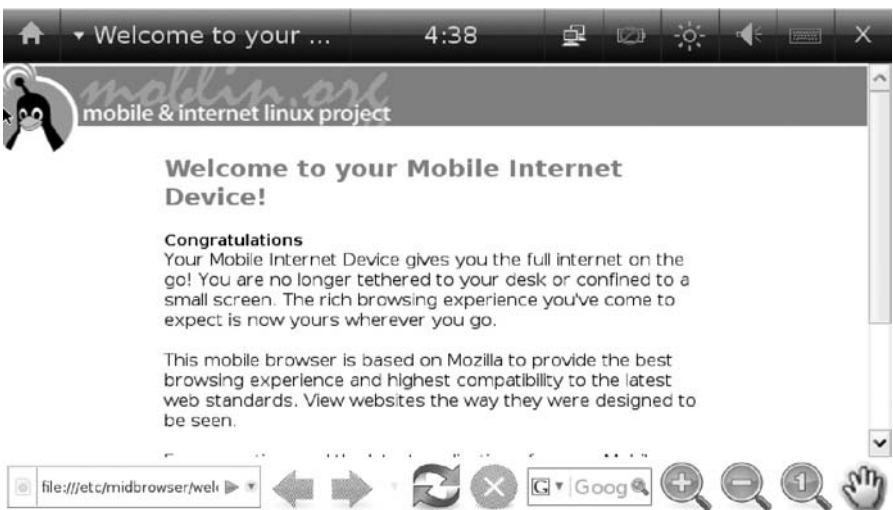 Welcome to your ...
4:38
moblin.org
mobile & internet linux project
Welcome to your Mobile Internet
Device!
Congratulations
Your Mobile Internet Device gives you the full internet on the
go! You are no longer tethered to your desk or confined to a
small screen. The rich browsing experience you've come to
expect is now yours wherever you go.
This mobile browser is based on Mozilla to provide the best
browsing experience and highest compatibility to the latest
web standards. View websites the way they were designed to
be seen.
file:///etc/midbrowser/welc
G Goog
1